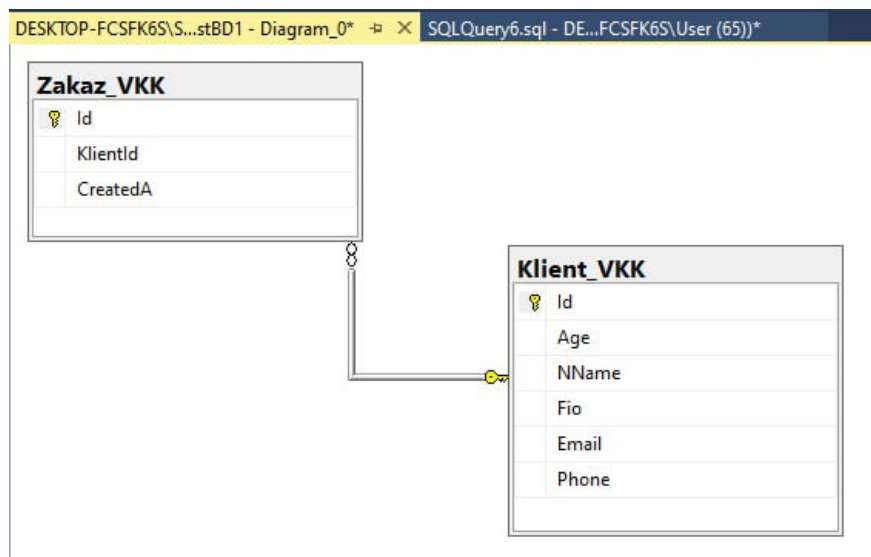 DESKTOP-FCSFK6S\S...stBD1 - Diagram_0* SQLQuery6.sql - DE...FCSFK6S\User (65))*
Zakaz_VKK
Id
KlientId
CreatedA
Klient_VKK
Id
Age
NName
Fio
Email
Phone